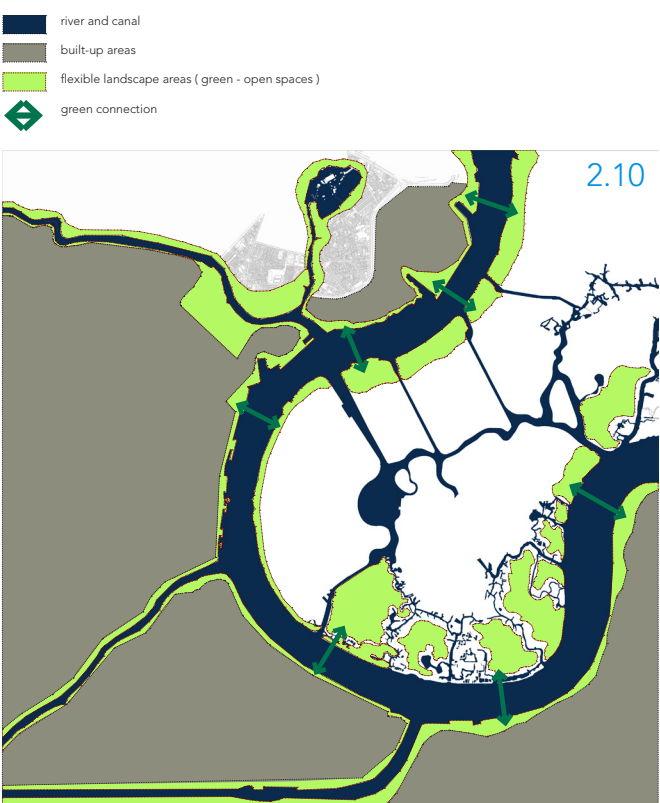 river and canal
built-up areas
flexible landscape areas ( green - open spaces )
green connection
2.10